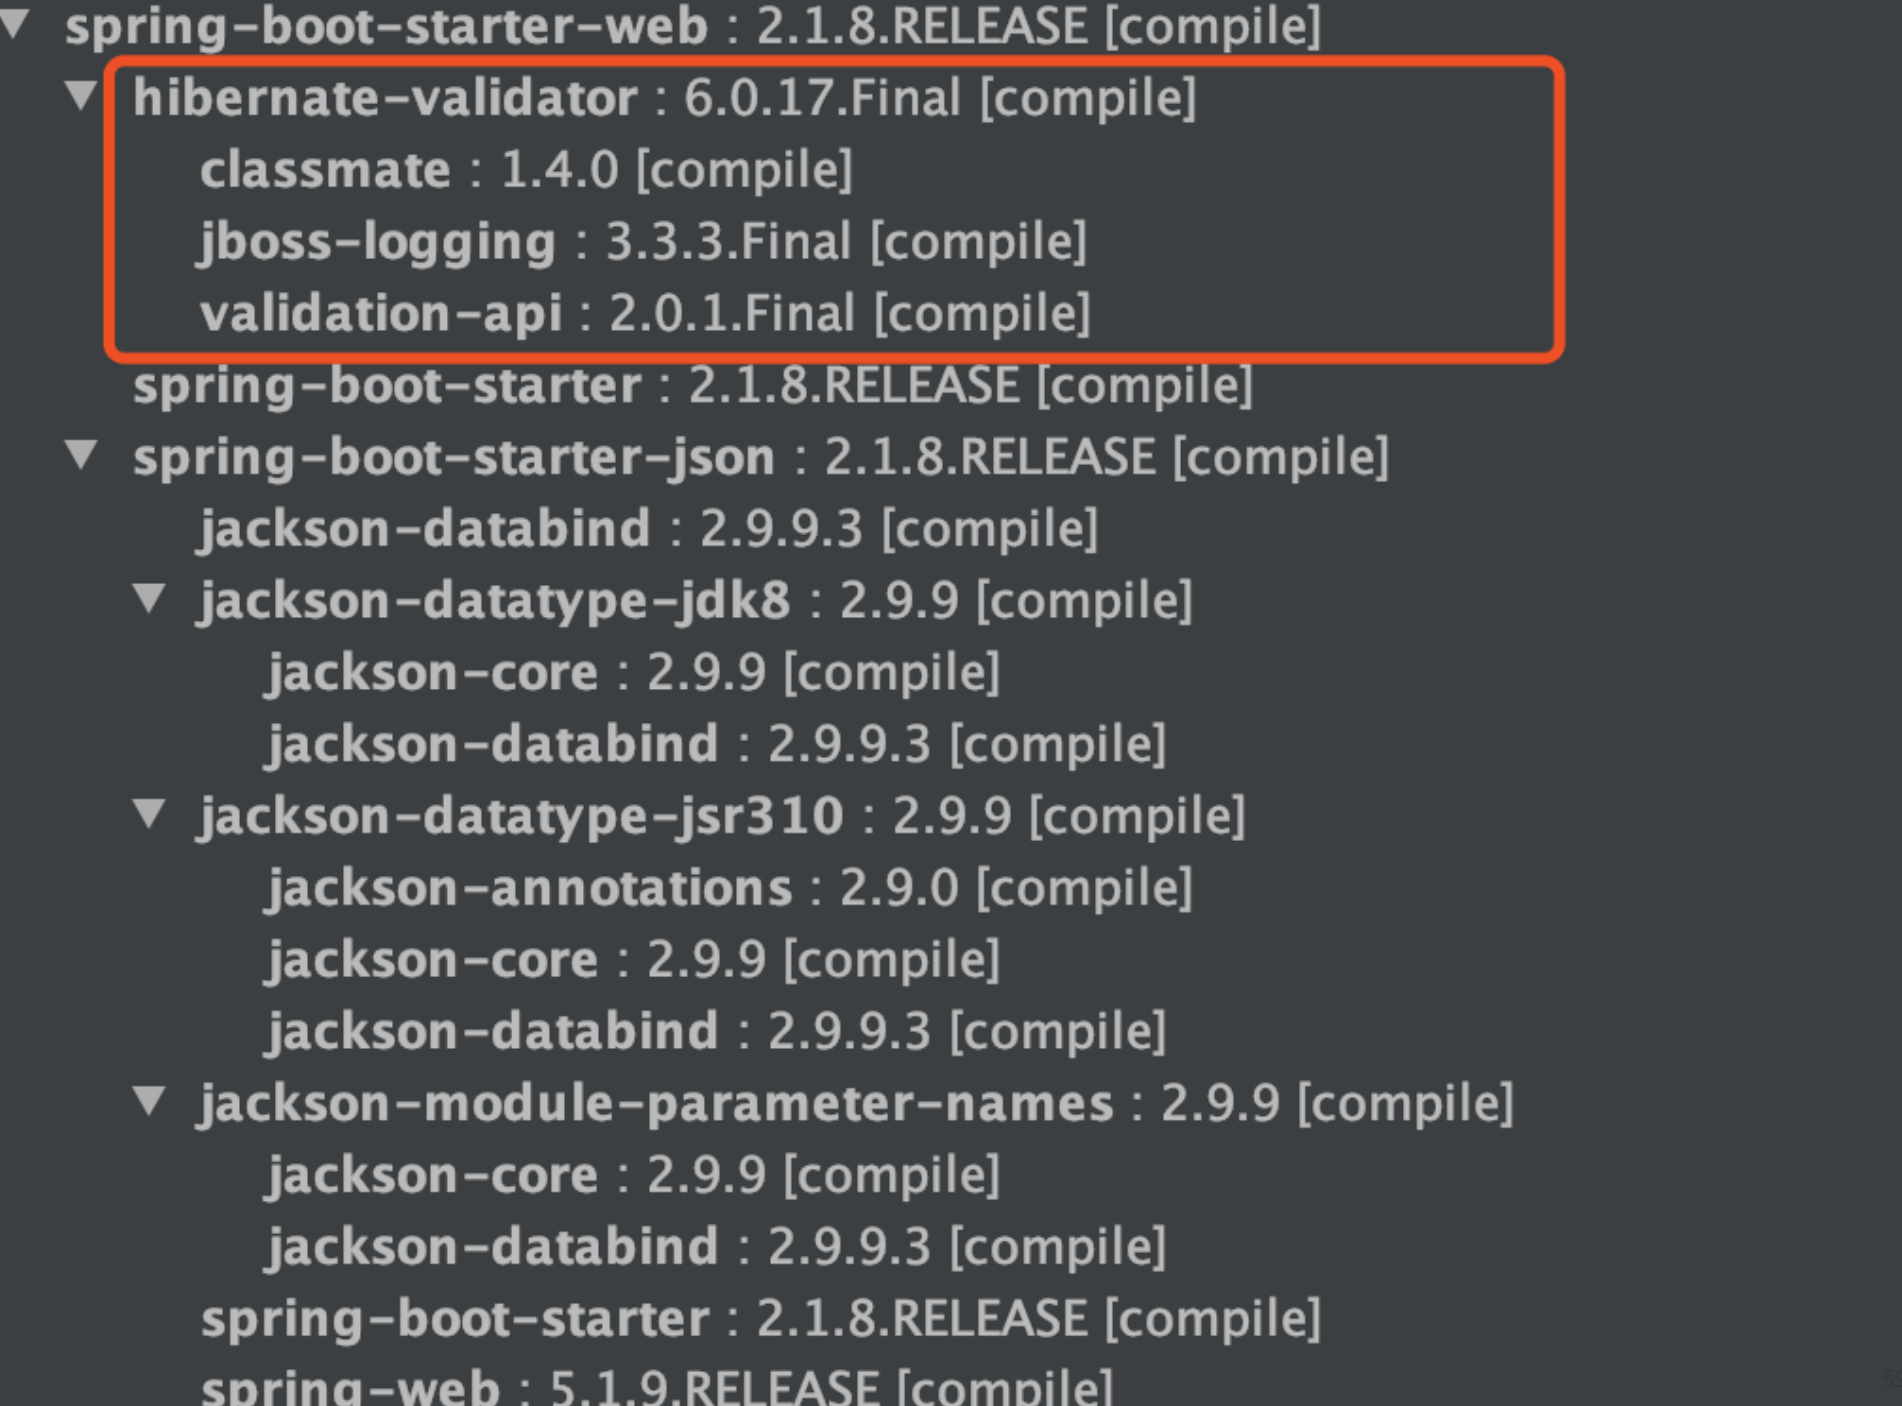 spring-boot-starter-web : 2.1.8.RELEASE [compile]
hibernate-validator : 6.0.17.Final [compile]
classmate : 1.4.0 [compile]
jboss-logging : 3.3.3.Final [compile]
validation-api : 2.0.1.Final [compile]
spring-boot-starter : 2.1.8.RELEASE [compile]
spring-boot-starter-json : 2.1.8.RELEASE [compile]
jackson-databind : 2.9.9.3 [compile]
jackson-datatype-jdk8 : 2.9.9 [compile]
jackson-core : 2.9.9 [compile]
jackson-databind : 2.9.9.3 [compile]
jackson-datatype-jsr310 : 2.9.9 [compile]
jackson-annotations : 2.9.0 [compile]
jackson-core : 2.9.9 [compile]
jackson-databind : 2.9.9.3 [compile]
jackson-module-parameter-names : 2.9.9 [compile]
jackson-core : 2.9.9 [compile]
jackson-databind : 2.9.9.3 [compile]
spring-boot-starter : 2.1.8.RELEASE [compile]
spring-web : 5.1.9.RELEASE [compile]